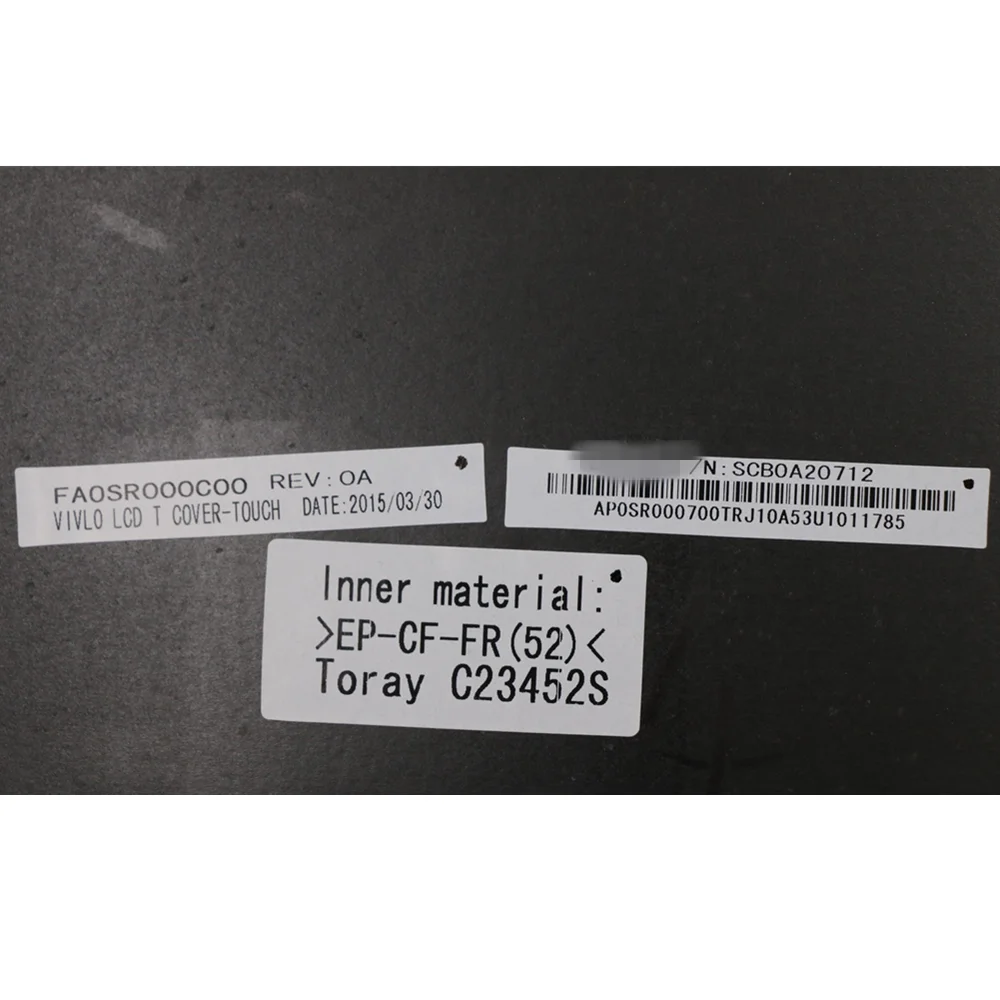 FA0SR000C00 REV:0A
VIVL0 LCD T COVER-TOUCH DATE:2015/03/30
/N:SCB0A20712
AP0SR000700TRJ10A53U1011785
Inner material:
>EP-CF-FR(52)<
Toray C23452S